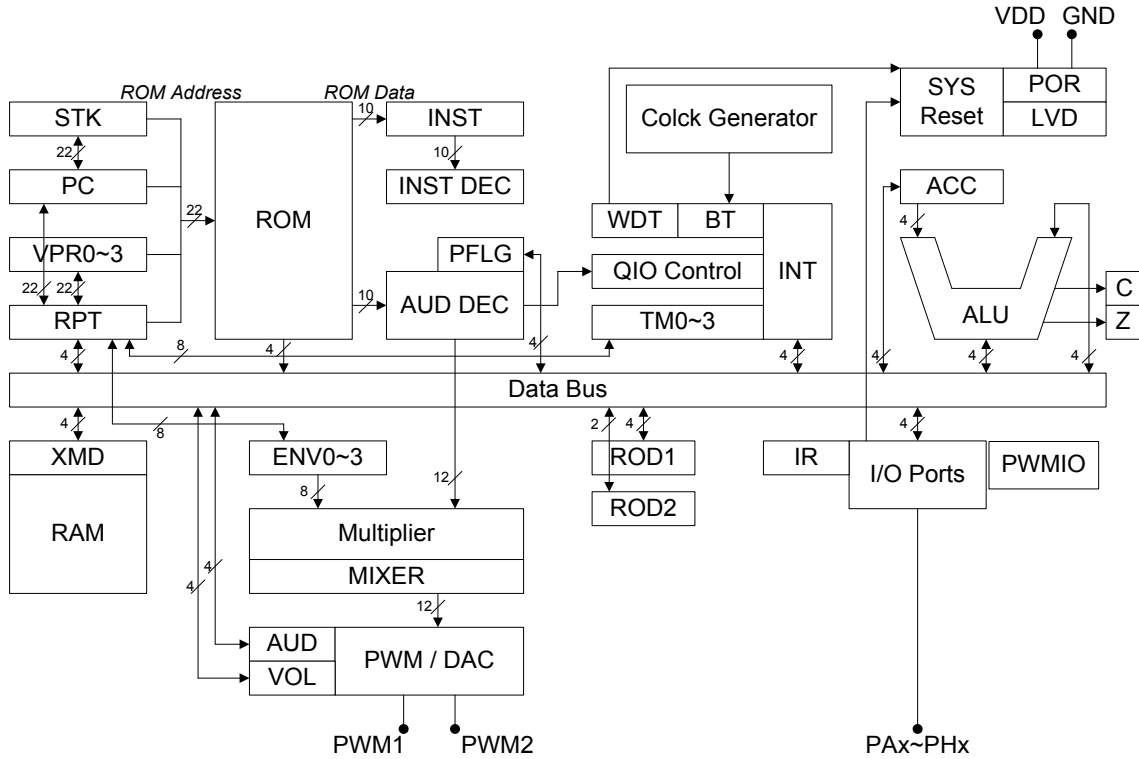 VDD GND
ROM Address
ROM Data
STK
10
INST
Colck Generator
SYS
Reset
POR
LVD
22
10
PC
INST DEC
ACC
22
ROM
WDT
BT
4
VPR0~3
PFLG
INT
QIO Control
22
22
10
AUD DEC
C
RPT
TM0~3
ALU
Z
4
8
4
4
4
4
4
4
Data Bus
4
8
2
4
4
XMD
ENV0~3
ROD1
IR
I/O Ports
PWMIO
8
12
ROD2
RAM
Multiplier
4
4
MIXER
12
AUD
VOL
PWM / DAC
PWM1
PWM2
PAx~PHx